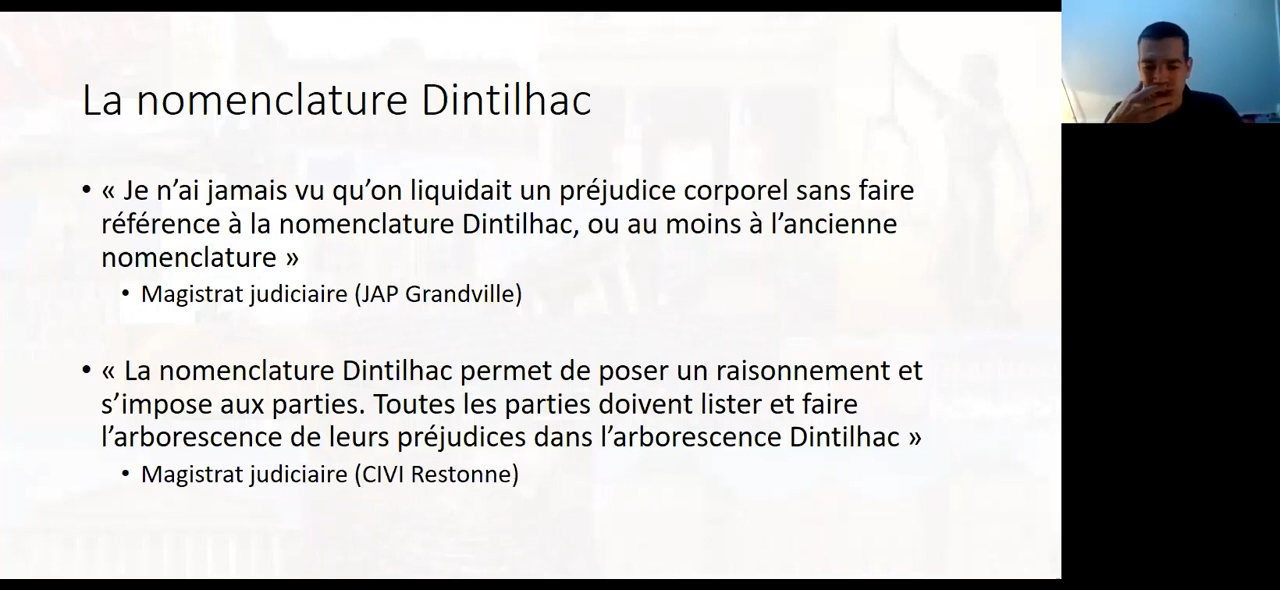 La nomenclature Dintilhac
• « Je n’ai jamais vu qu’on liquidait un préjudice corporel sans faire
référence à la nomenclature Dintilhac, ou au moins à l’ancienne
nomenclature »
• Magistrat judiciaire (JAP Grandville)
• « La nomenclature Dintilhac permet de poser un raisonnement et
s’impose aux parties. Toutes les parties doivent lister et faire
l’arborescence de leurs préjudices dans l’arborescence Dintilhac »
• Magistrat judiciaire (CIVI Restonne)